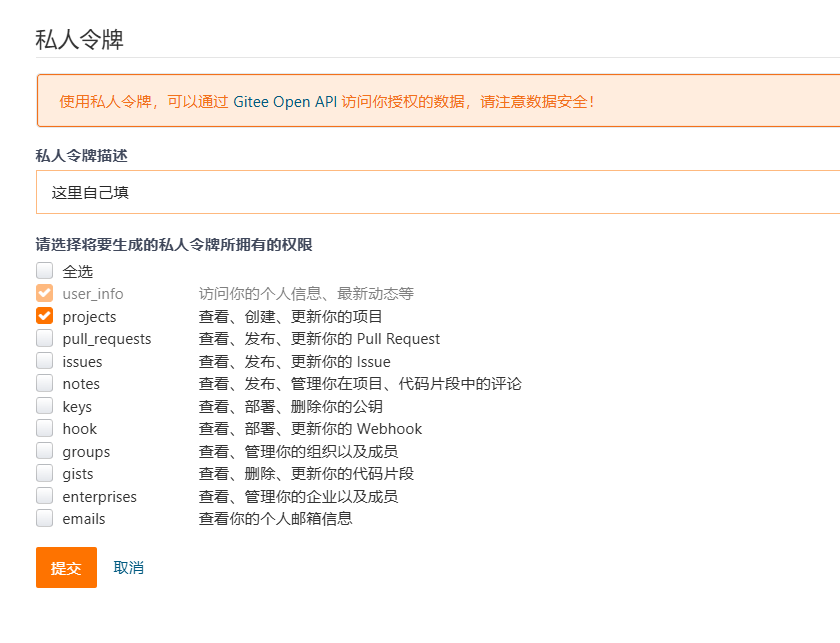 私人令牌
使用私人令牌，可以通过 Gitee Open API 访问你授权的数据，请注意数据安全！
私人令牌描述
这里自己填
请选择将要生成的私人令牌所拥有的权限
全选
user_info 访问你的个人信息、最新动态等
projects 查看、创建、更新你的项目
pull_requests 查看、发布、更新你的 Pull Request
issues 查看、发布、更新你的 Issue
notes 查看、发布、管理你在项目、代码片段中的评论
keys 查看、部署、删除你的公钥
hook 查看、部署、更新你的 Webhook
groups 查看、管理你的组织以及成员
gists 查看、删除、更新你的代码片段
enterprises 查看、管理你的企业以及成员
emails 查看你的个人邮箱信息
提交 取消